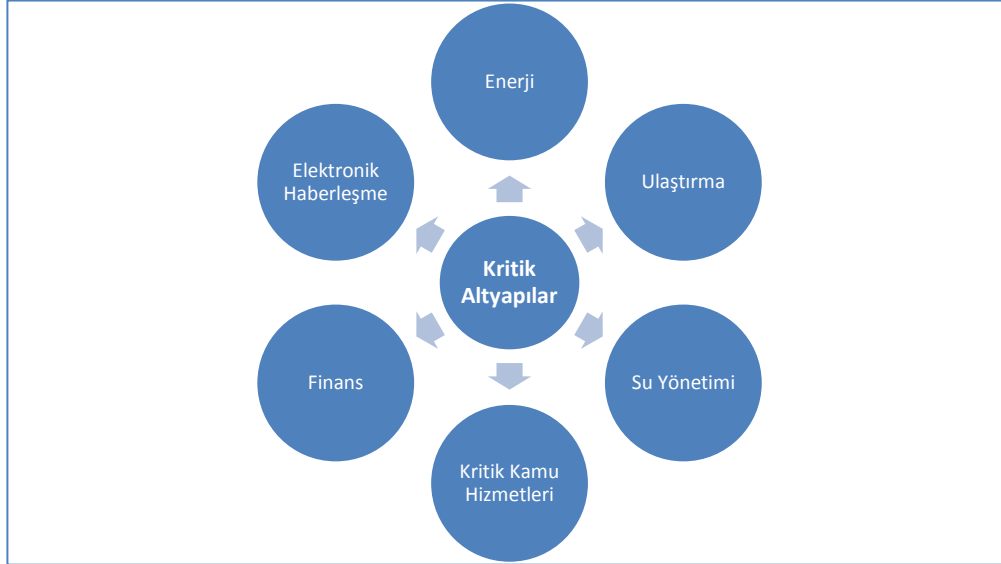 Enerji
Elektronik
Haberleşme
Ulaştırma
Kritik
Altyapılar
Finans
Su Yönetimi
Kritik Kamu
Hizmetleri